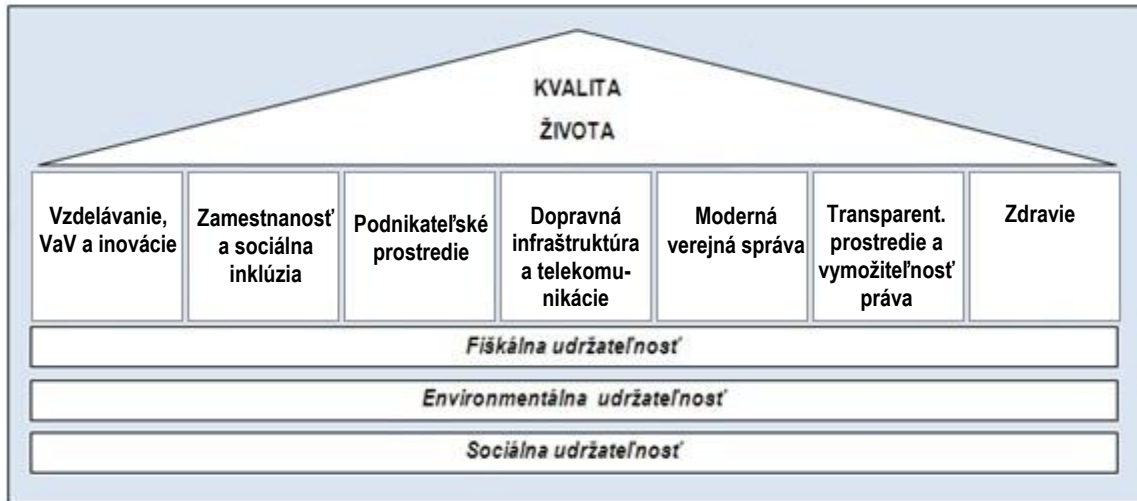 KVALITA
ŽIVOTA
Vzdelávanie,
VaV a inovácie
Zamestnanosť
a sociálna
inklúzia
Podnikateľské
prostredie
Dopravná
infraštruktúra
a telekomu-
nikácie
Moderná
verejná správa
Transparent.
prostredie a
vymožiteľnosť
práva
Zdravie
Fiškálna udržateľnosť
Environmentálna udržateľnosť
Sociálna udržateľnosť